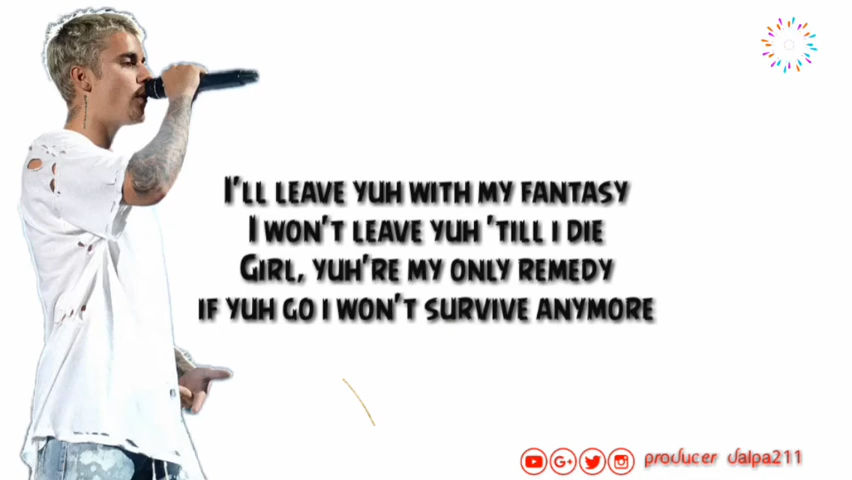 I'LL LEAVE YUH WITH MY FANTASY
I WON'T LEAVE YUH 'TILL I DIE
GIRL, YUH'RE MY ONLY REMEDY
IF YUH GO I WON'T SURVIVE ANYMORE
producer Jalpa211